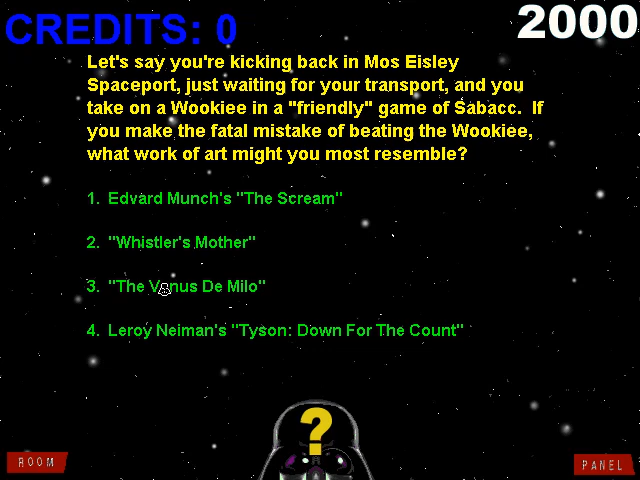 CREDITS: 0
2000
Let's say you're kicking back in Mos Eisley
Spaceport, just waiting for your transport, and you
take on a Wookiee in a "friendly" game of Sabacc.  If
you make the fatal mistake of beating the Wookiee,
what work of art might you most resemble?
1.  Edvard Munch's "The Scream"
2.  "Whistler's Mother"
3.  "The Venus De Milo"
4.  Leroy Neiman's "Tyson: Down For The Count"
?
ROOM
PANEL